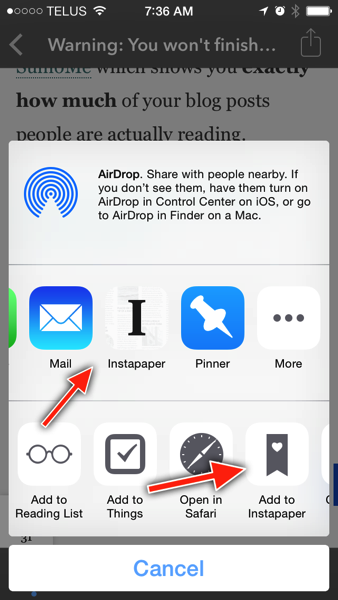 TELUS 7:36 AM
Warning: You won't finish…
SumoMe which shows you exactly
how much of your blog posts
people are actually reading.
AirDrop. Share with people nearby. If
you don't see them, have them turn on
AirDrop in Control Center on iOS, or go
to AirDrop in Finder on a Mac.
I
Mail Instapaper Pinner More
Add to Reading List
Add to Things
Open in Safari
Add to Instapaper
31
Cancel